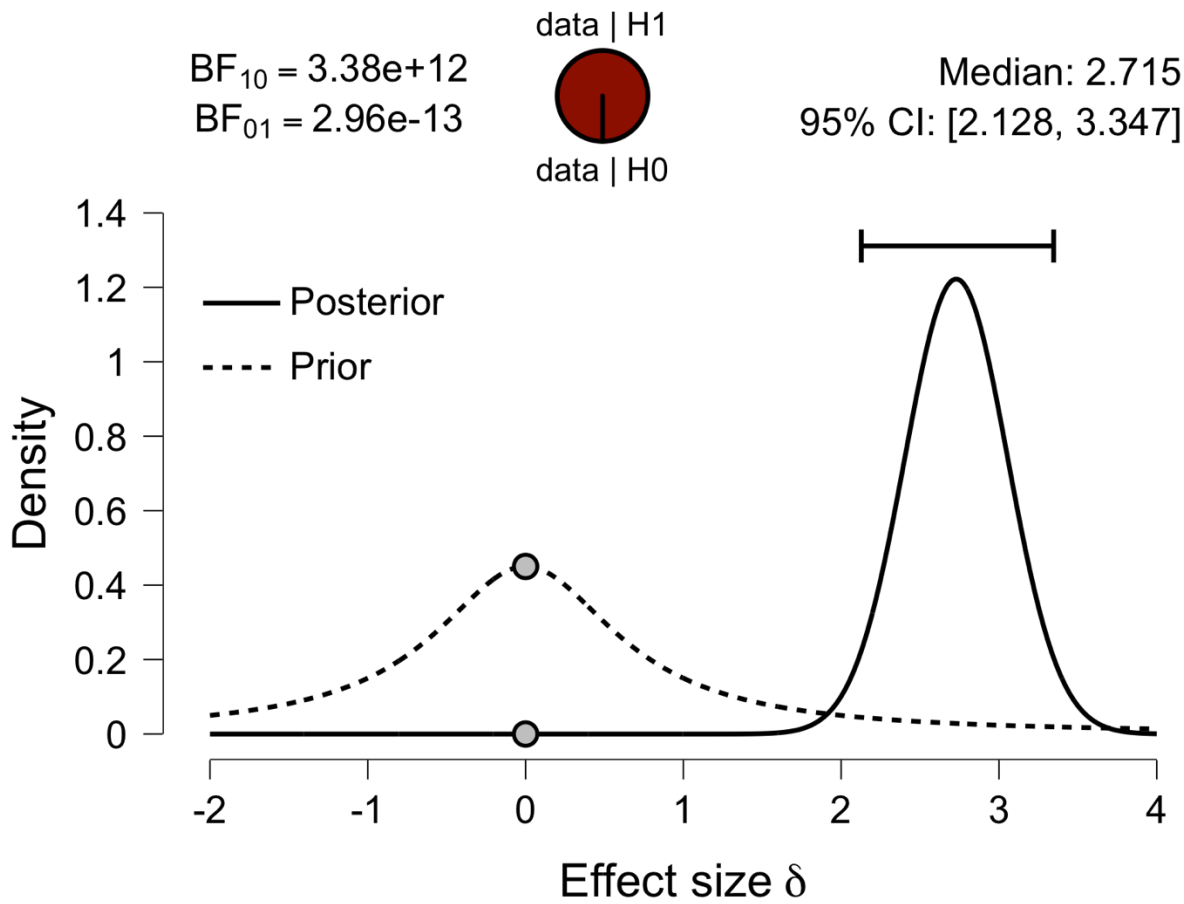 data | H1
BF₁₀ = 3.38e+12
BF₀₁ = 2.96e-13
data | H0
Median: 2.715
95% CI: [2.128, 3.347]
1.4
1.2
1
0.8
0.6
0.4
0.2
0
Density
Posterior
Prior
-2 -1 0 1 2 3 4
Effect size δ